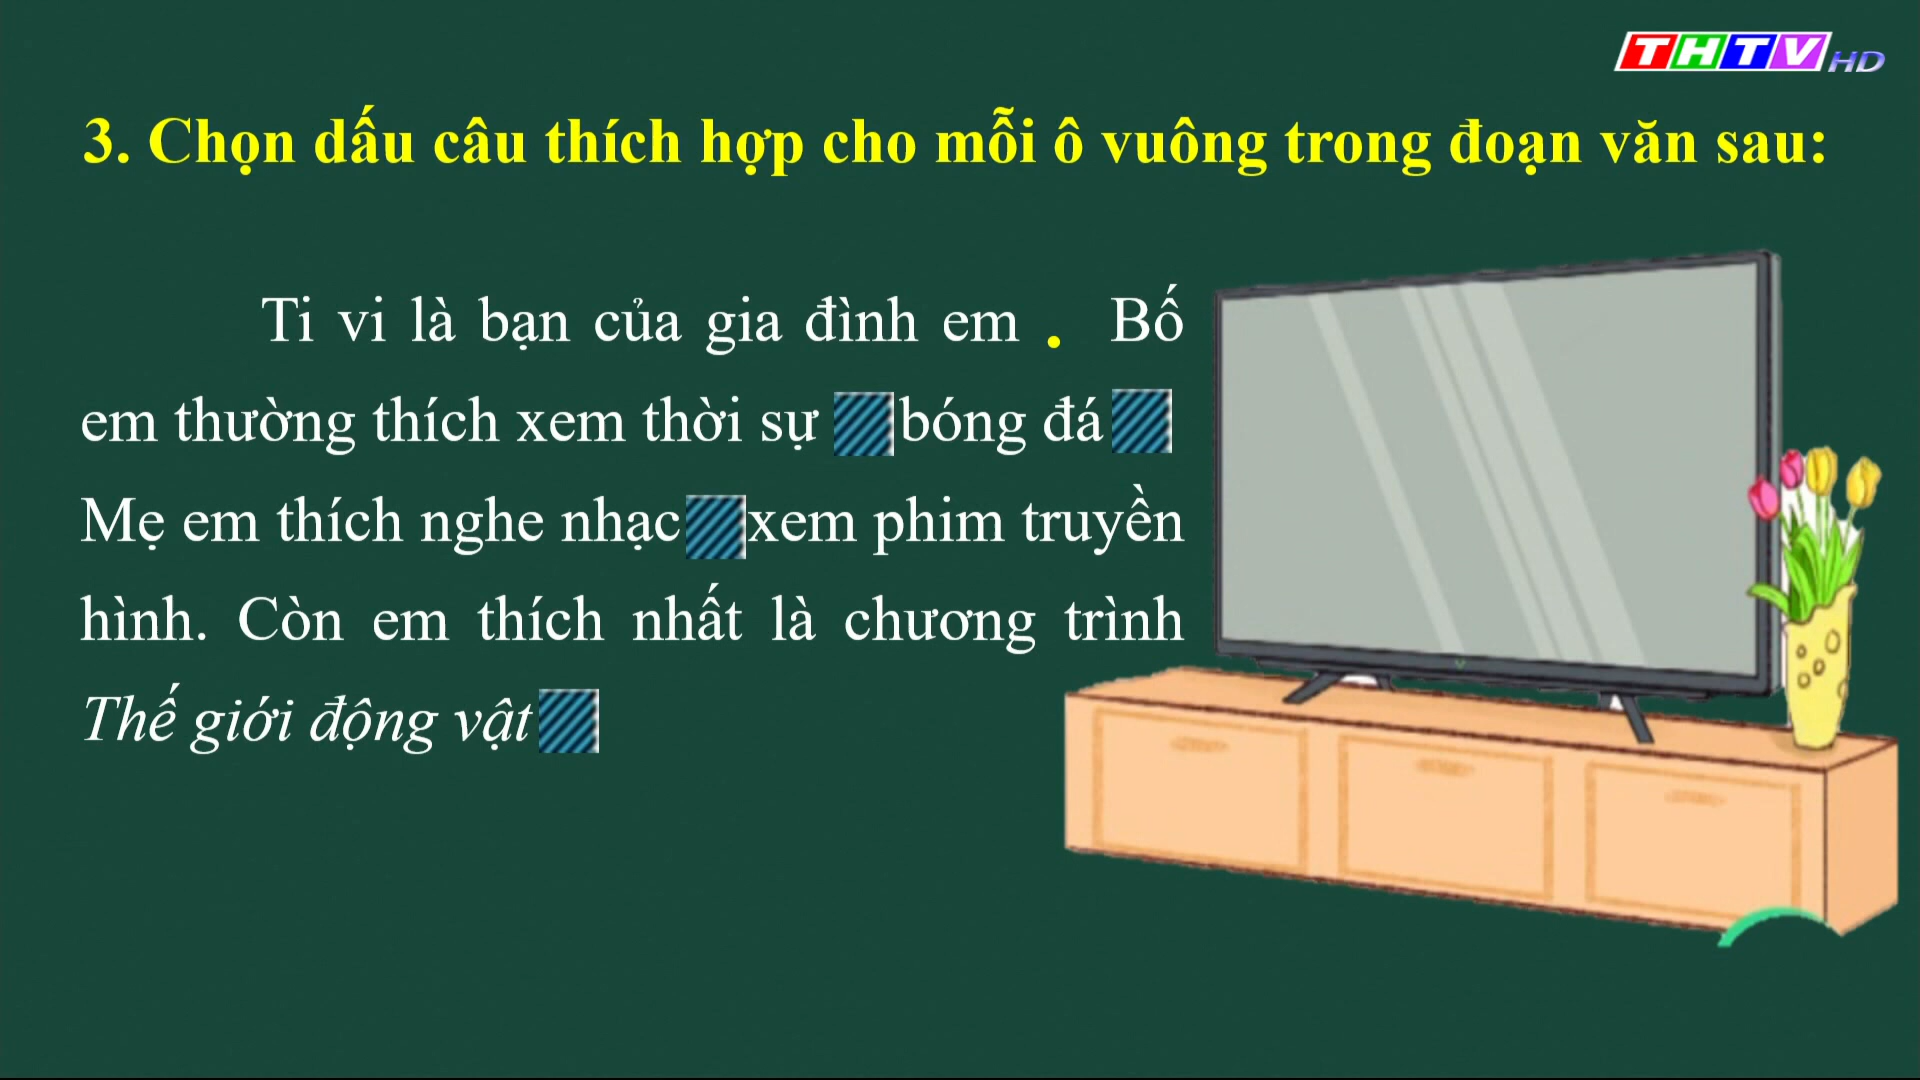 THTV HD
3. Chọn dấu câu thích hợp cho mỗi ô vuông trong đoạn văn sau:
Ti vi là bạn của gia đình em . Bố
em thường thích xem thời sự bóng đá
Mẹ em thích nghe nhạc xem phim truyền
hình. Còn em thích nhất là chương trình
Thế giới động vật